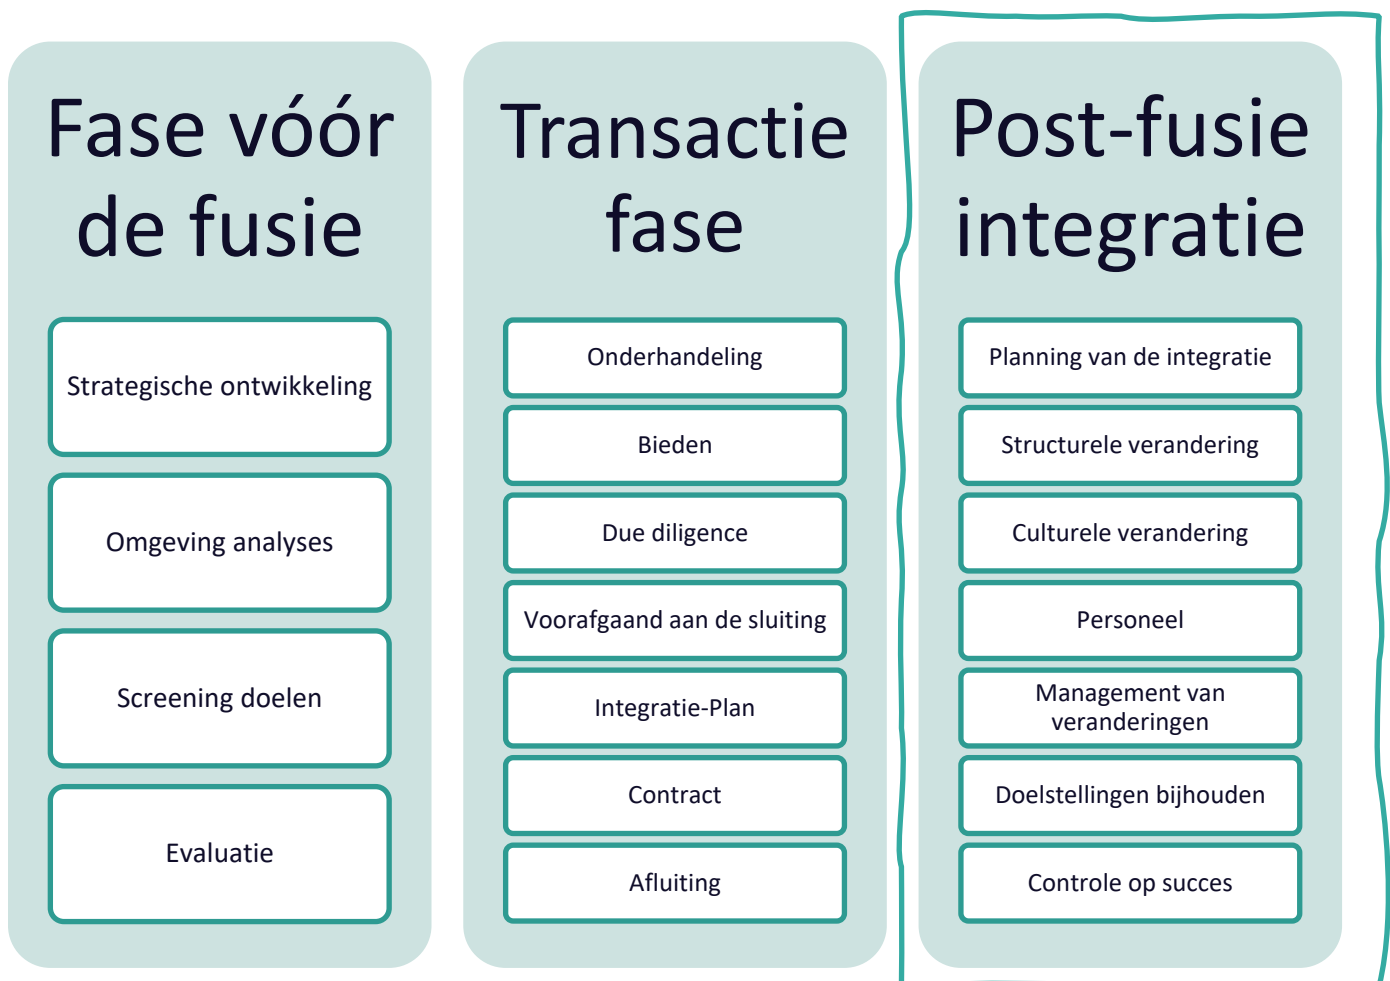 Fase vóór
de fusie
Strategische ontwikkeling
Omgeving analyses
Screening doelen
Evaluatie
Transactie
fase
Onderhandeling
Bieden
Due diligence
Voorafgaand aan de sluiting
Integratie-Plan
Contract
Afluiting
Post-fusie
integratie
Planning van de integratie
Structurele verandering
Culturele verandering
Personeel
Management van
veranderingen
Doelstellingen bijhouden
Controle op succes